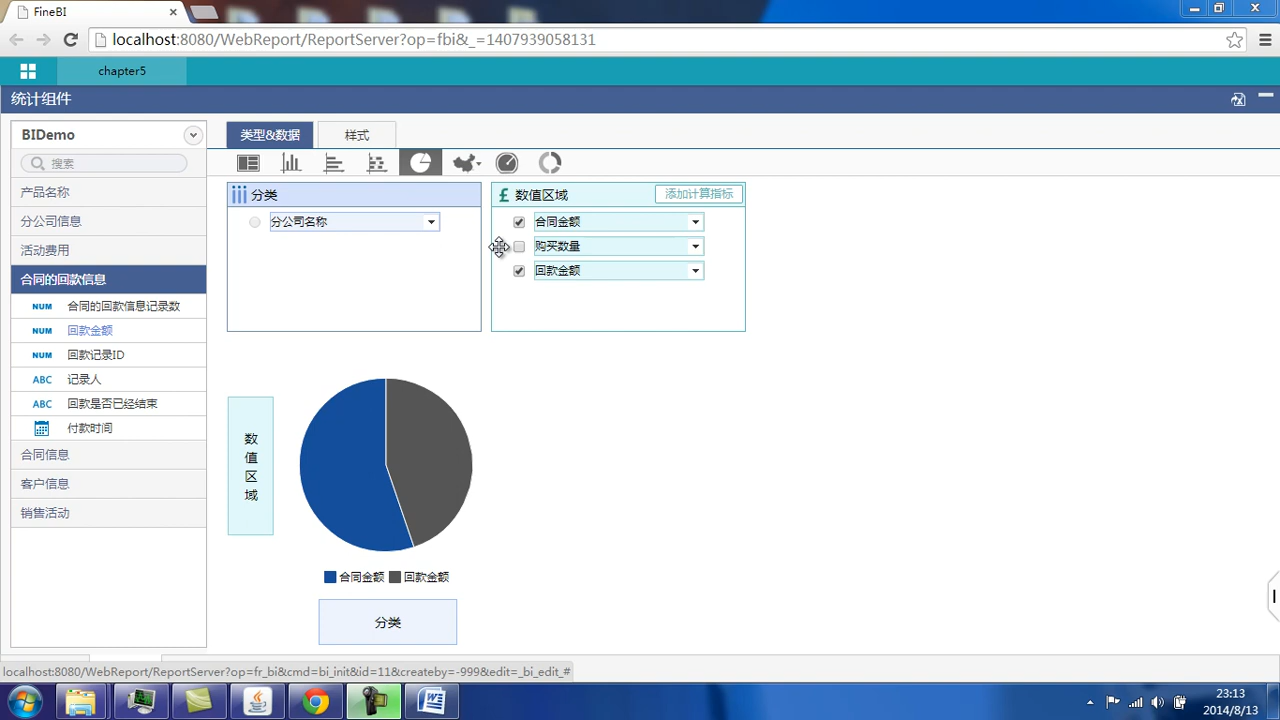 FineBI
localhost:8080/WebReport/ReportServer?op=fbi&_=1407939058131
chapter5
统计组件
BIDemo
搜索
产品名称
分公司信息
活动费用
合同的回款信息
NUM 合同的回款信息记录数
NUM 回款金额
NUM 回款记录ID
ABC 记录人
ABC 回款是否已经结束
付款时间
合同信息
客户信息
销售活动
类型&数据 样式
分类
分公司名称
数值区域 添加计算指标
合同金额
购买数量
回款金额
数
值
区
域
合同金额 回款金额
分类
localhost:8080/WebReport/ReportServer?op=fr_bi&cmd=bi_init&id=11&createby=-999&edit=_bi_edit_#
23:13
2014/8/13